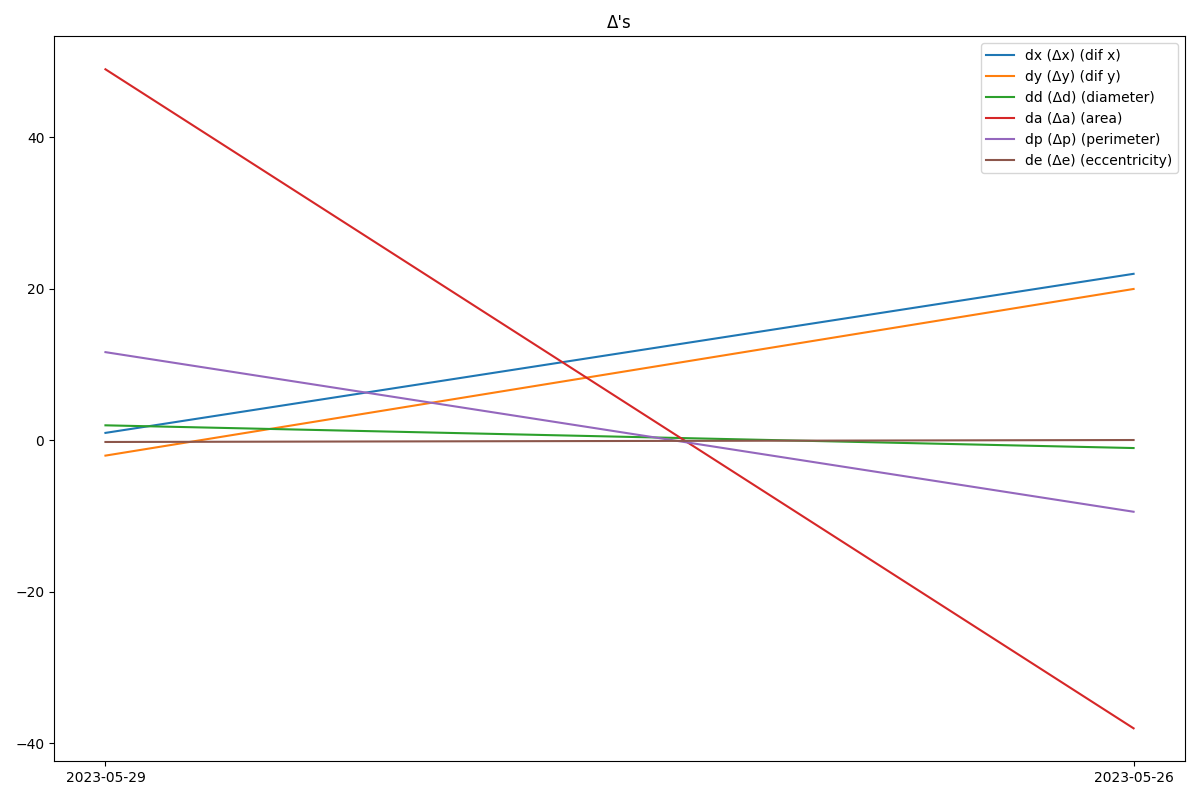 Δ's
dx (Δx) (dif x)
dy (Δy) (dif y)
dd (Δd) (diameter)
da (Δa) (area)
dp (Δp) (perimeter)
de (Δe) (eccentricity)
40
20
0
−20
−40
2023-05-29
2023-05-26